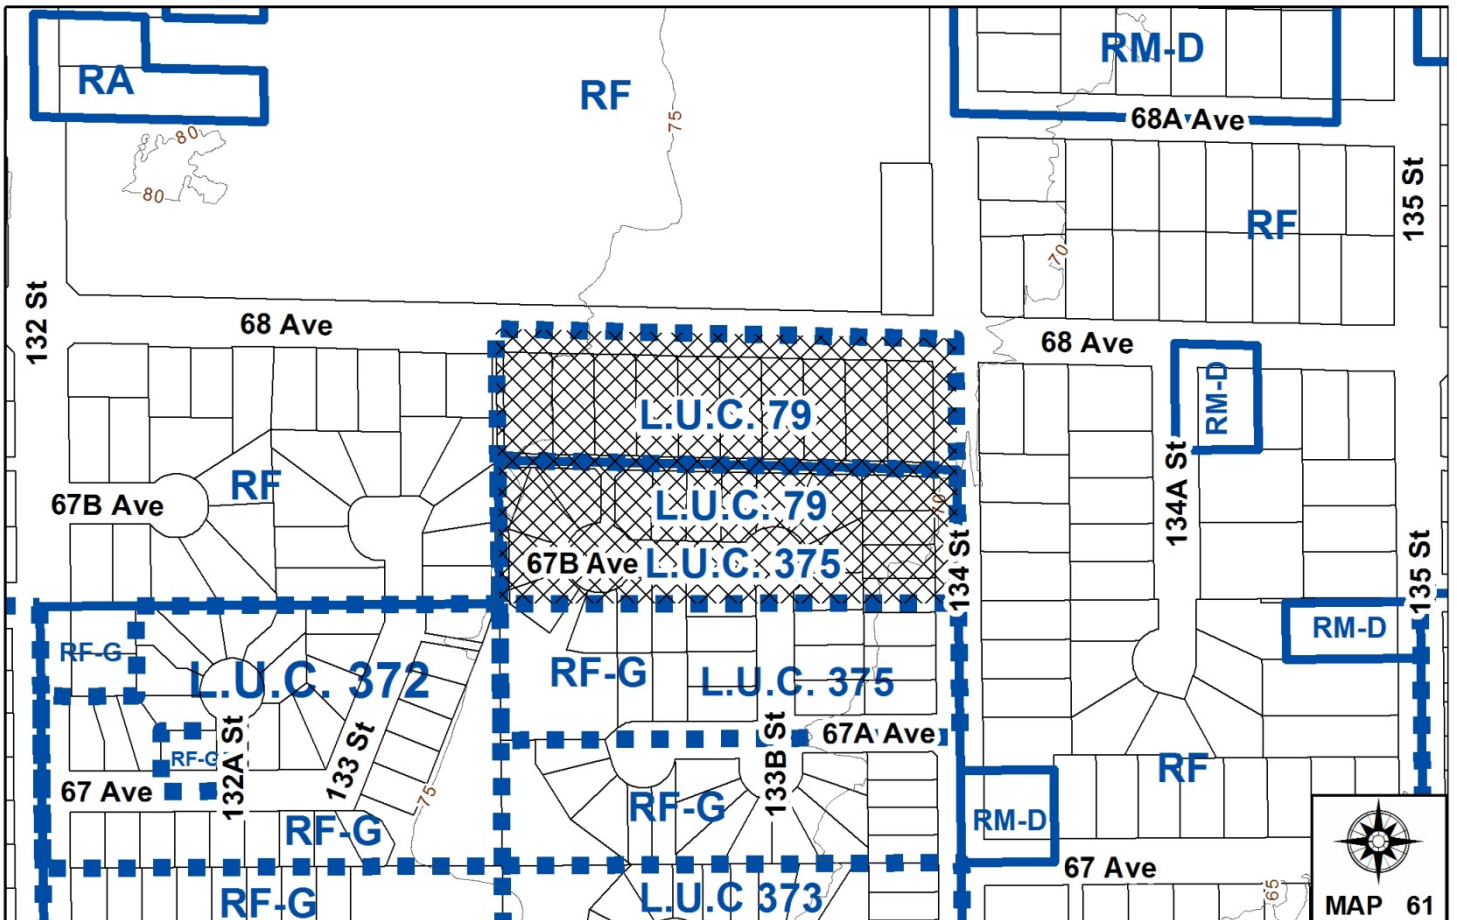 RM-D
RA
RF
75
68A Ave
80
80
135 St
RF
70
132 St
68 Ave
68 Ave
RM-D
L.U.C. 79
RF
67B Ave
L.U.C. 79
70
134A St
67B Ave
L.U.C. 375
134 St
135 St
RM-D
RF-G
L.U.C. 372
RF-G
L.U.C. 375
67A Ave
RF-G
132A St
133 St
133B St
RF
67 Ave
75
RF-G
RF-G
RM-D
67 Ave
RF-G
L.U.C 373
65
MAP 61